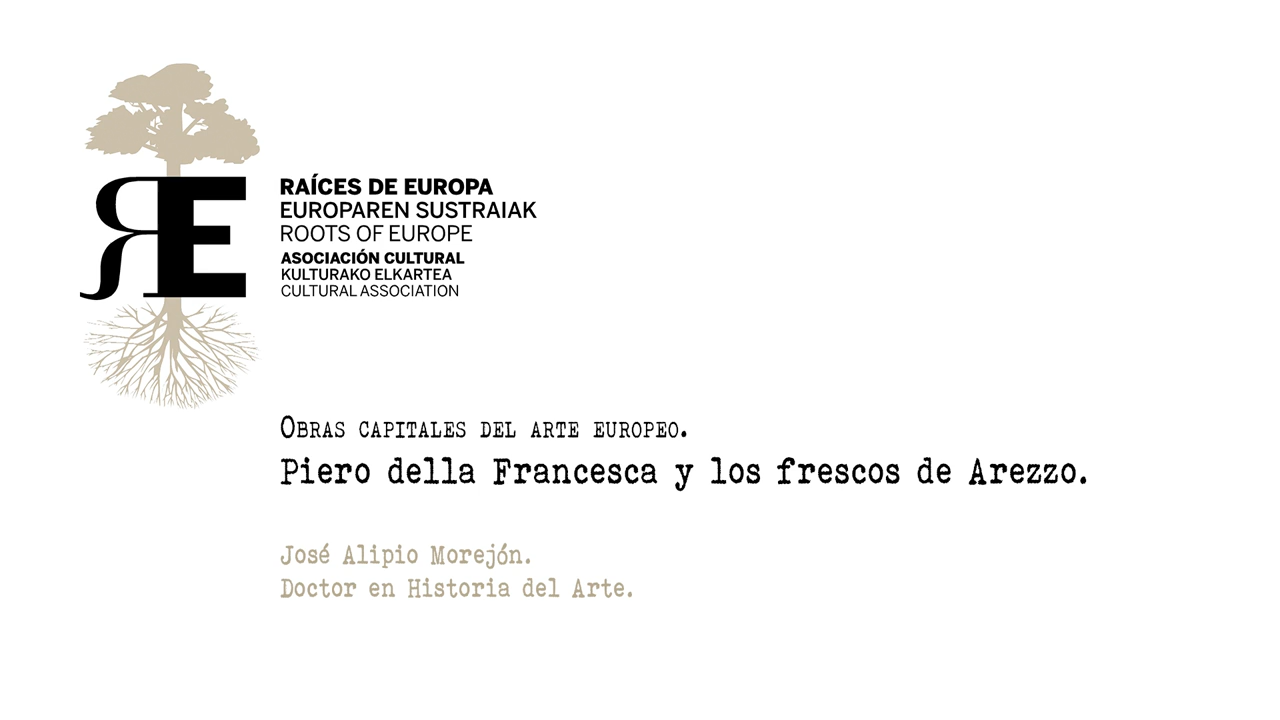 RE
RAÍCES DE EUROPA
EUROPAREN SUSTRAIAK
ROOTS OF EUROPE
ASOCIACIÓN CULTURAL
KULTURAKO ELKARTEA
CULTURAL ASSOCIATION
OBRAS CAPITALES DEL ARTE EUROPEO.
Piero della Francesca y los frescos de Arezzo.
José Alipio Morejón.
Doctor en Historia del Arte.